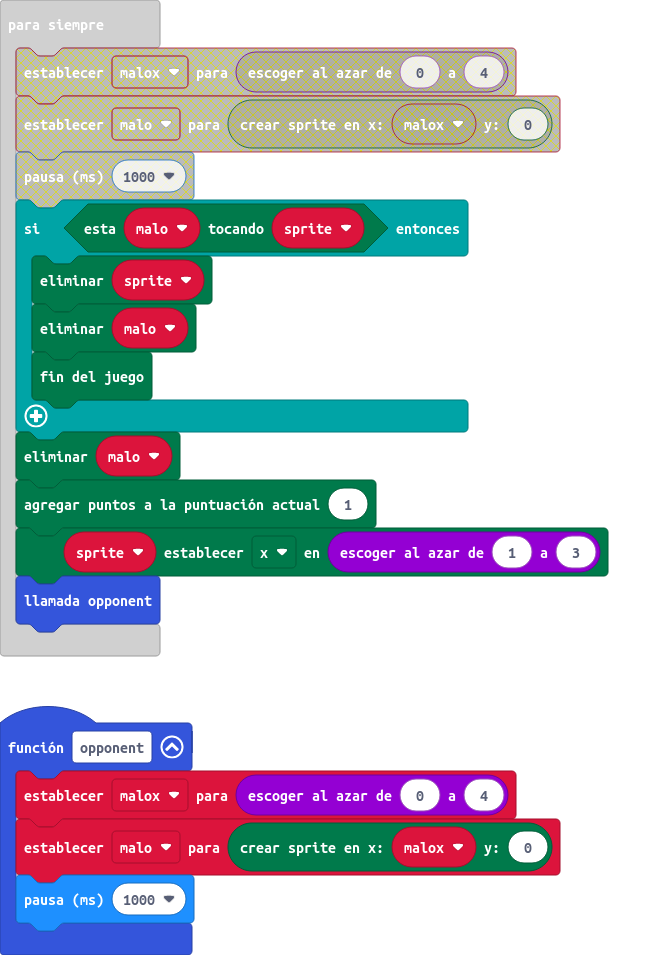 para siempre
establecer malox para escoger al azar de 0 a 4
establecer malo para crear sprite en x: malox y: 0
pausa (ms) 1000
si esta malo tocando sprite entonces
eliminar sprite
eliminar malo
fin del juego
eliminar malo
agregar puntos a la puntuación actual 1
sprite establecer x en escoger al azar de 1 a 3
llamada opponent
función opponent
establecer malox para escoger al azar de 0 a 4
establecer malo para crear sprite en x: malox y: 0
pausa (ms) 1000